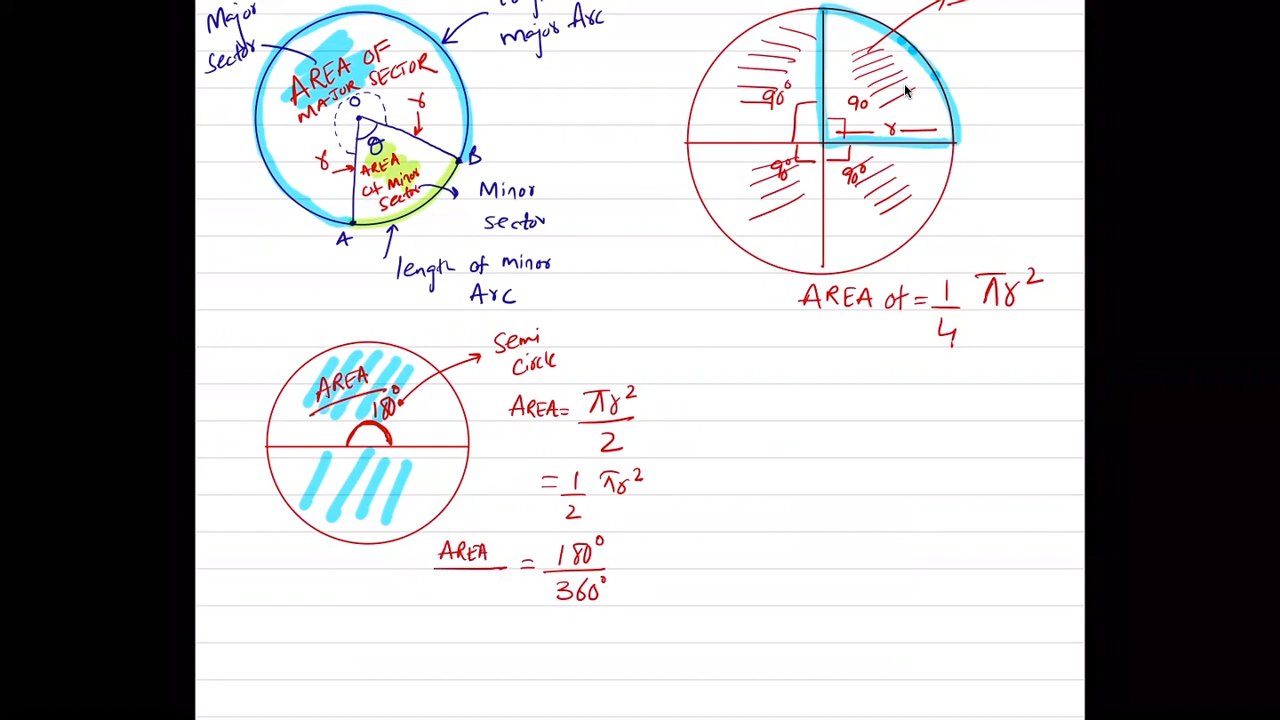 Major
sector
major Arc
AREA OF
MAJOR SECTOR
O
r
θ
r
B
AREA
of Minor
Sector
Minor
sector
A
length of minor
Arc
90°
90
r
90°
90°
AREA of = 1/4 πr²
AREA
180°
Semi
circle
AREA = πr²/2
= 1/2 πr²
AREA = 180°/360°